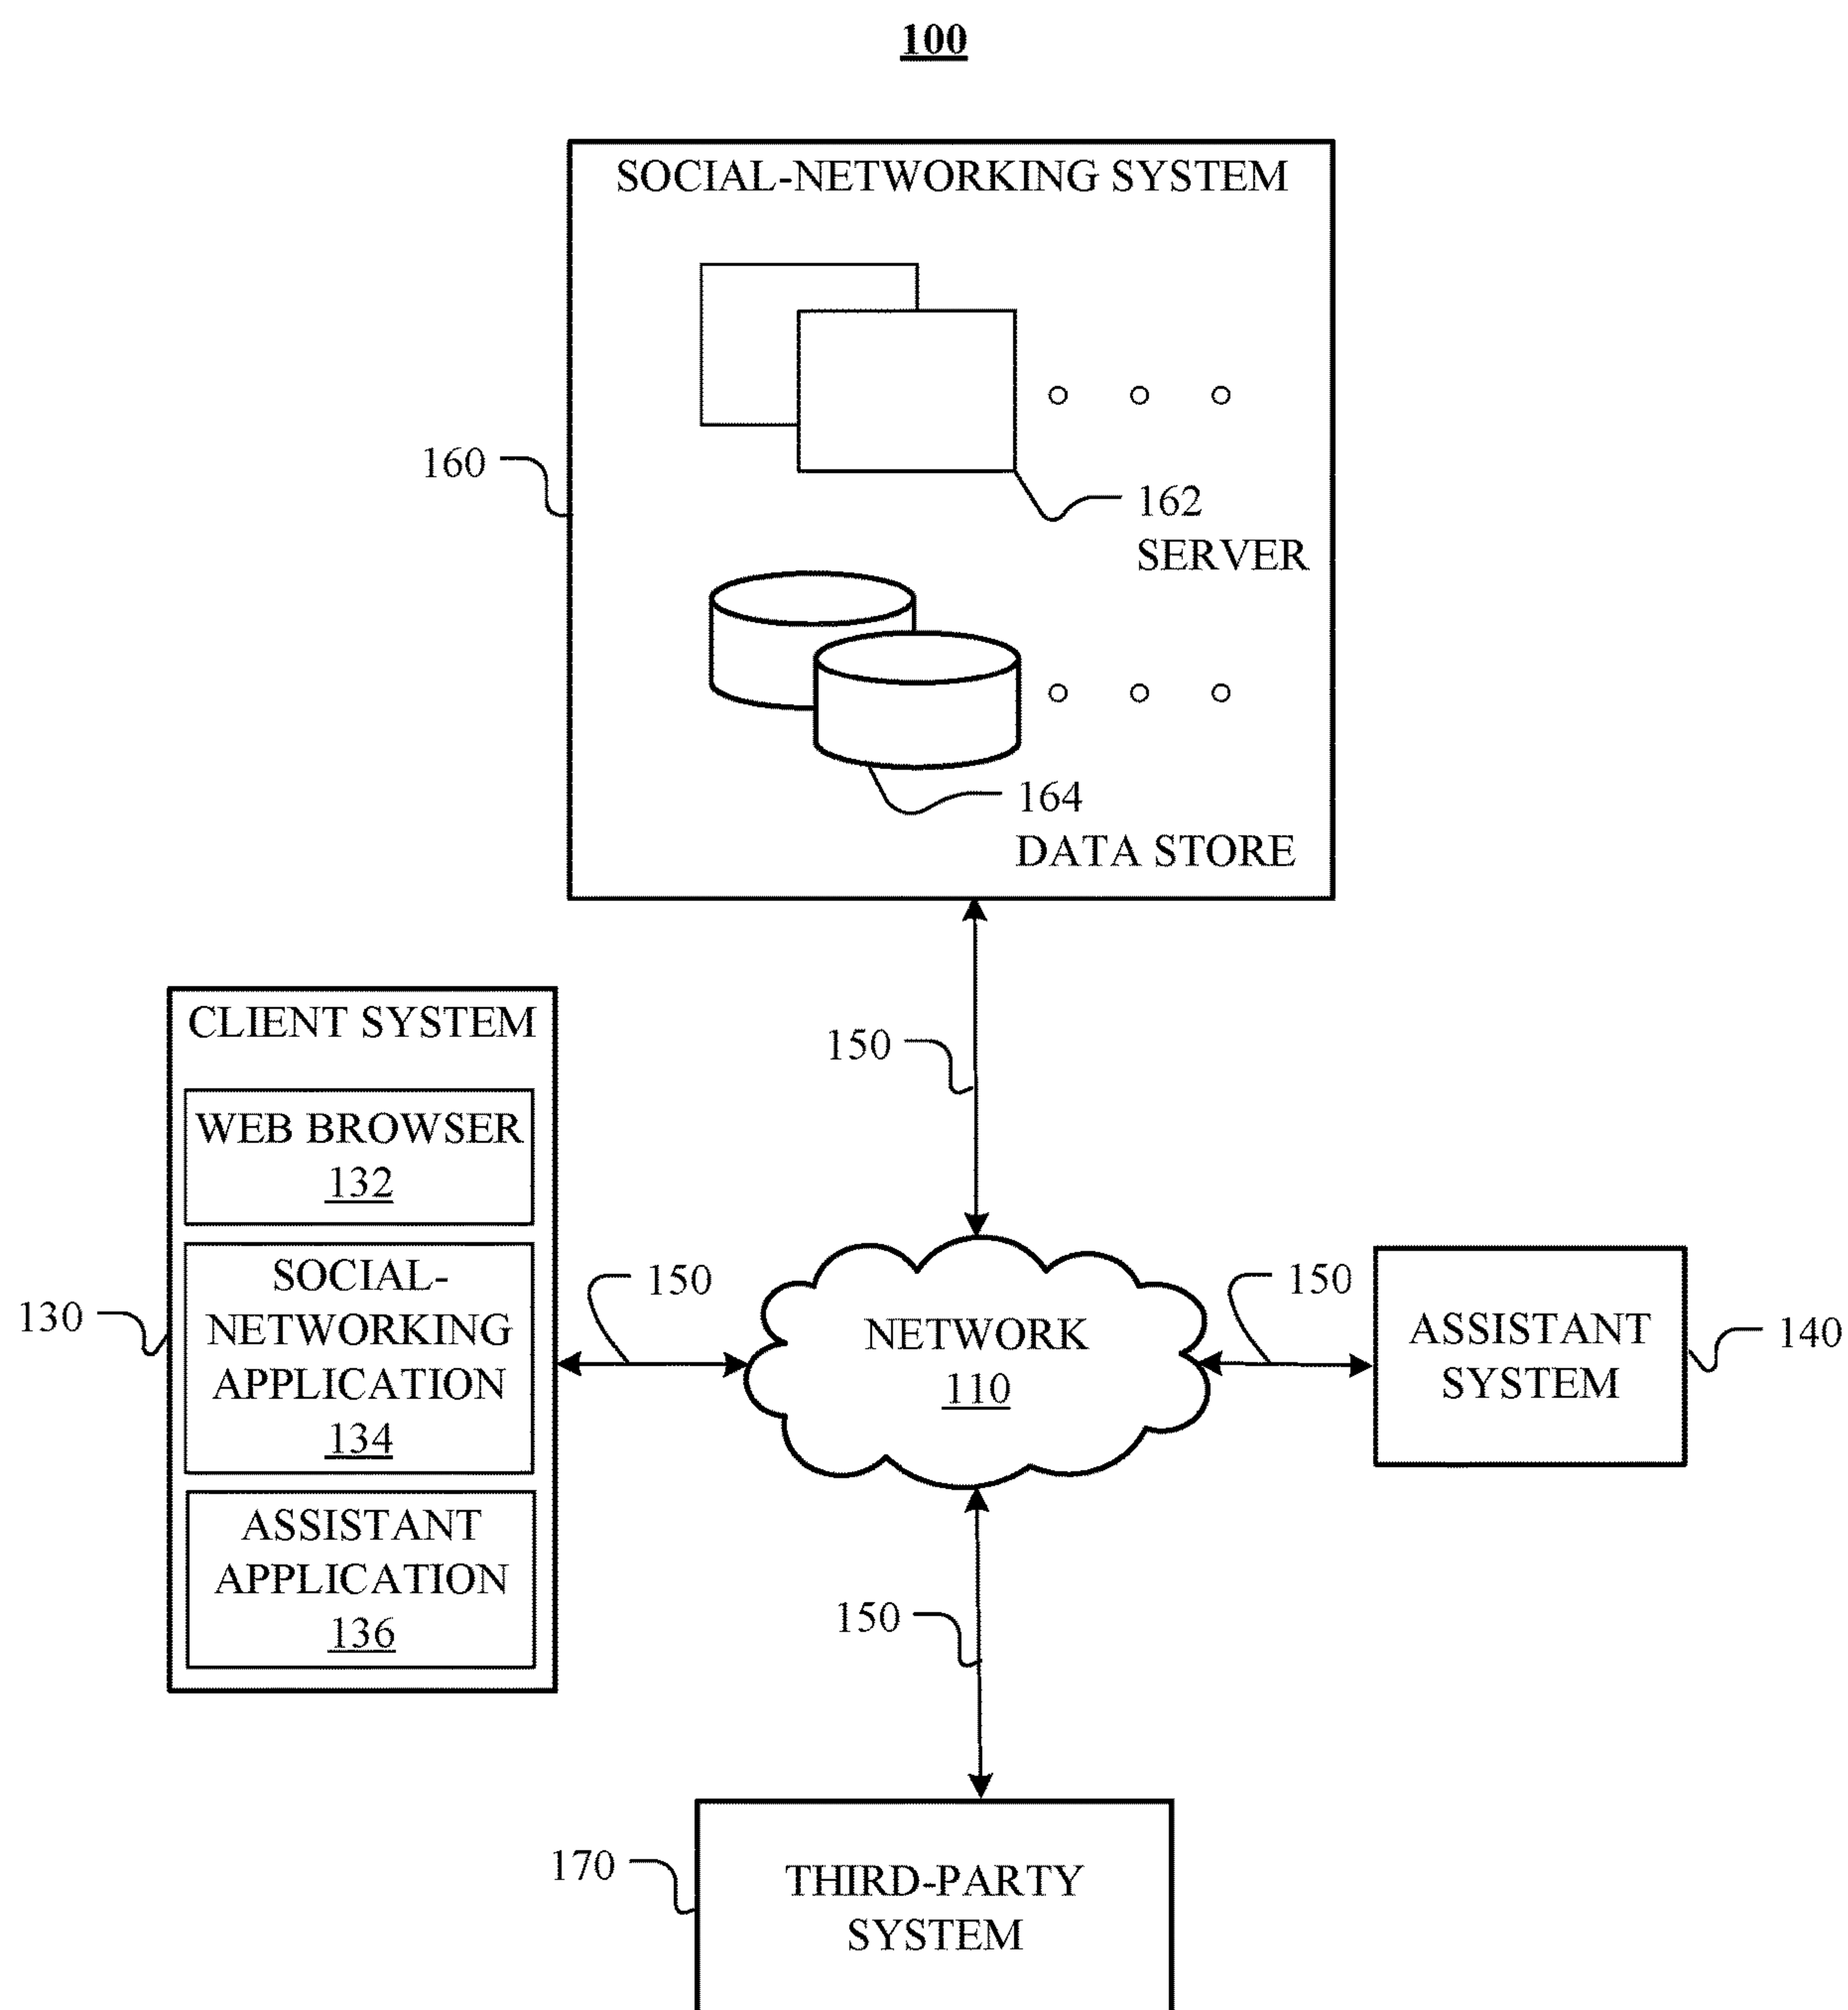 100
SOCIAL-NETWORKING SYSTEM
160
162
SERVER
164
DATA STORE
CLIENT SYSTEM
WEB BROWSER
132
SOCIAL-
NETWORKING
APPLICATION
134
ASSISTANT
APPLICATION
136
130
150
150
NETWORK
110
150
ASSISTANT
SYSTEM
140
150
170
THIRD-PARTY
SYSTEM